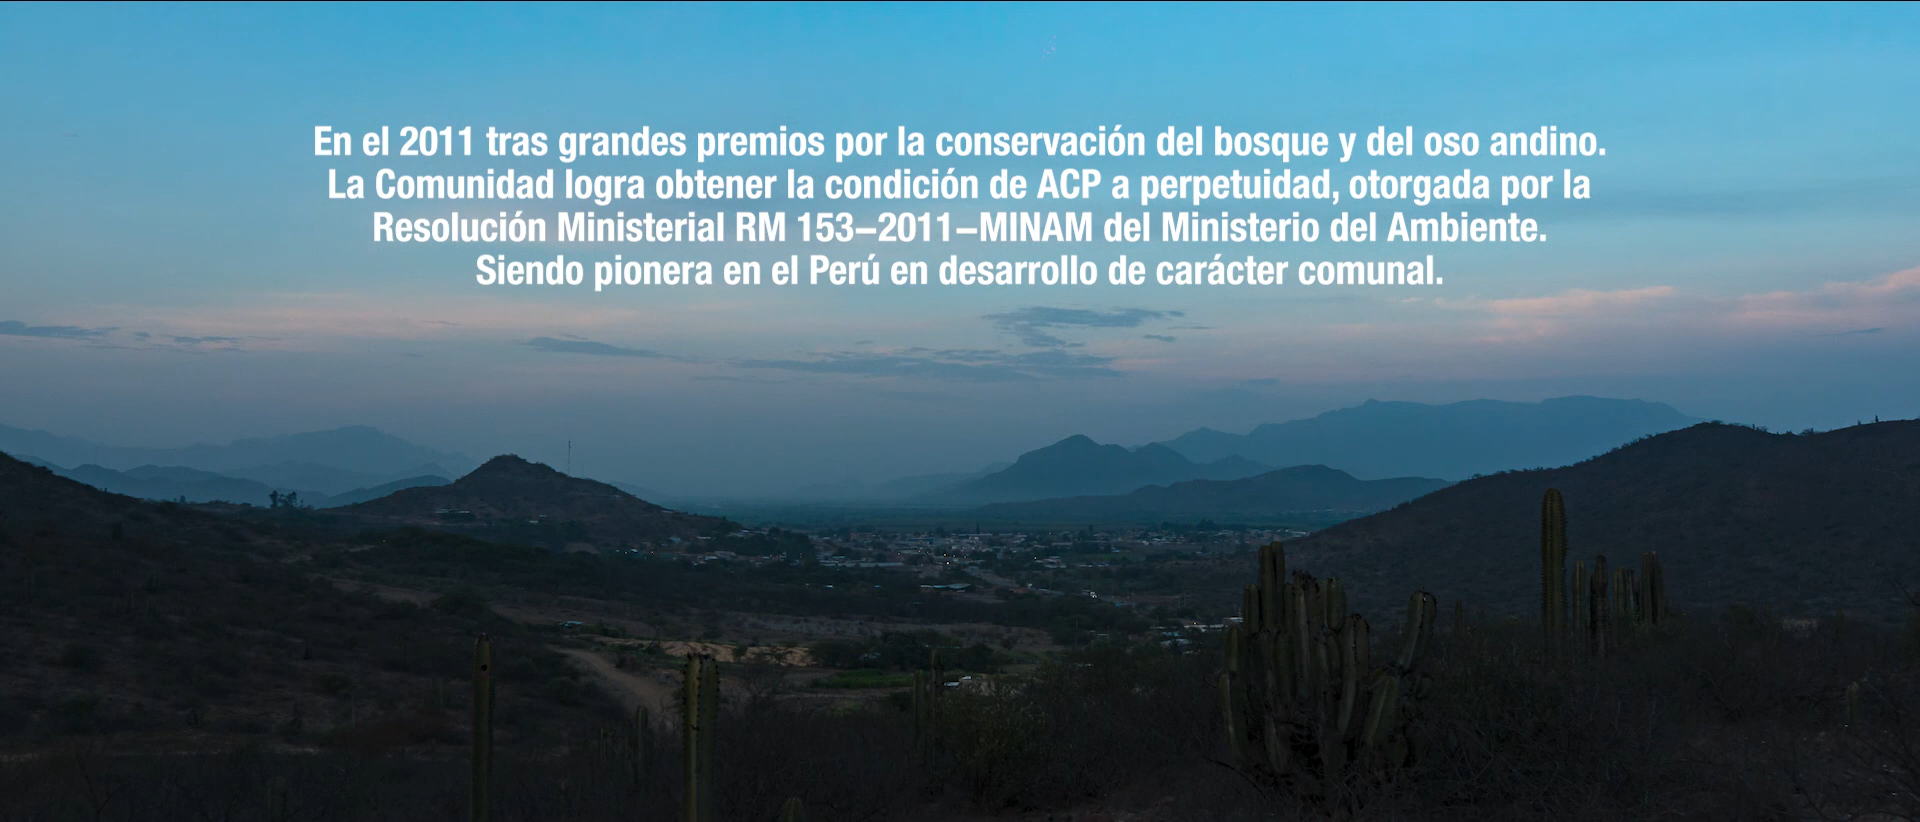 En el 2011 tras grandes premios por la conservación del bosque y del oso andino.
La Comunidad logra obtener la condición de ACP a perpetuidad, otorgada por la
Resolución Ministerial RM 153–2011–MINAM del Ministerio del Ambiente.
Siendo pionera en el Perú en desarrollo de carácter comunal.